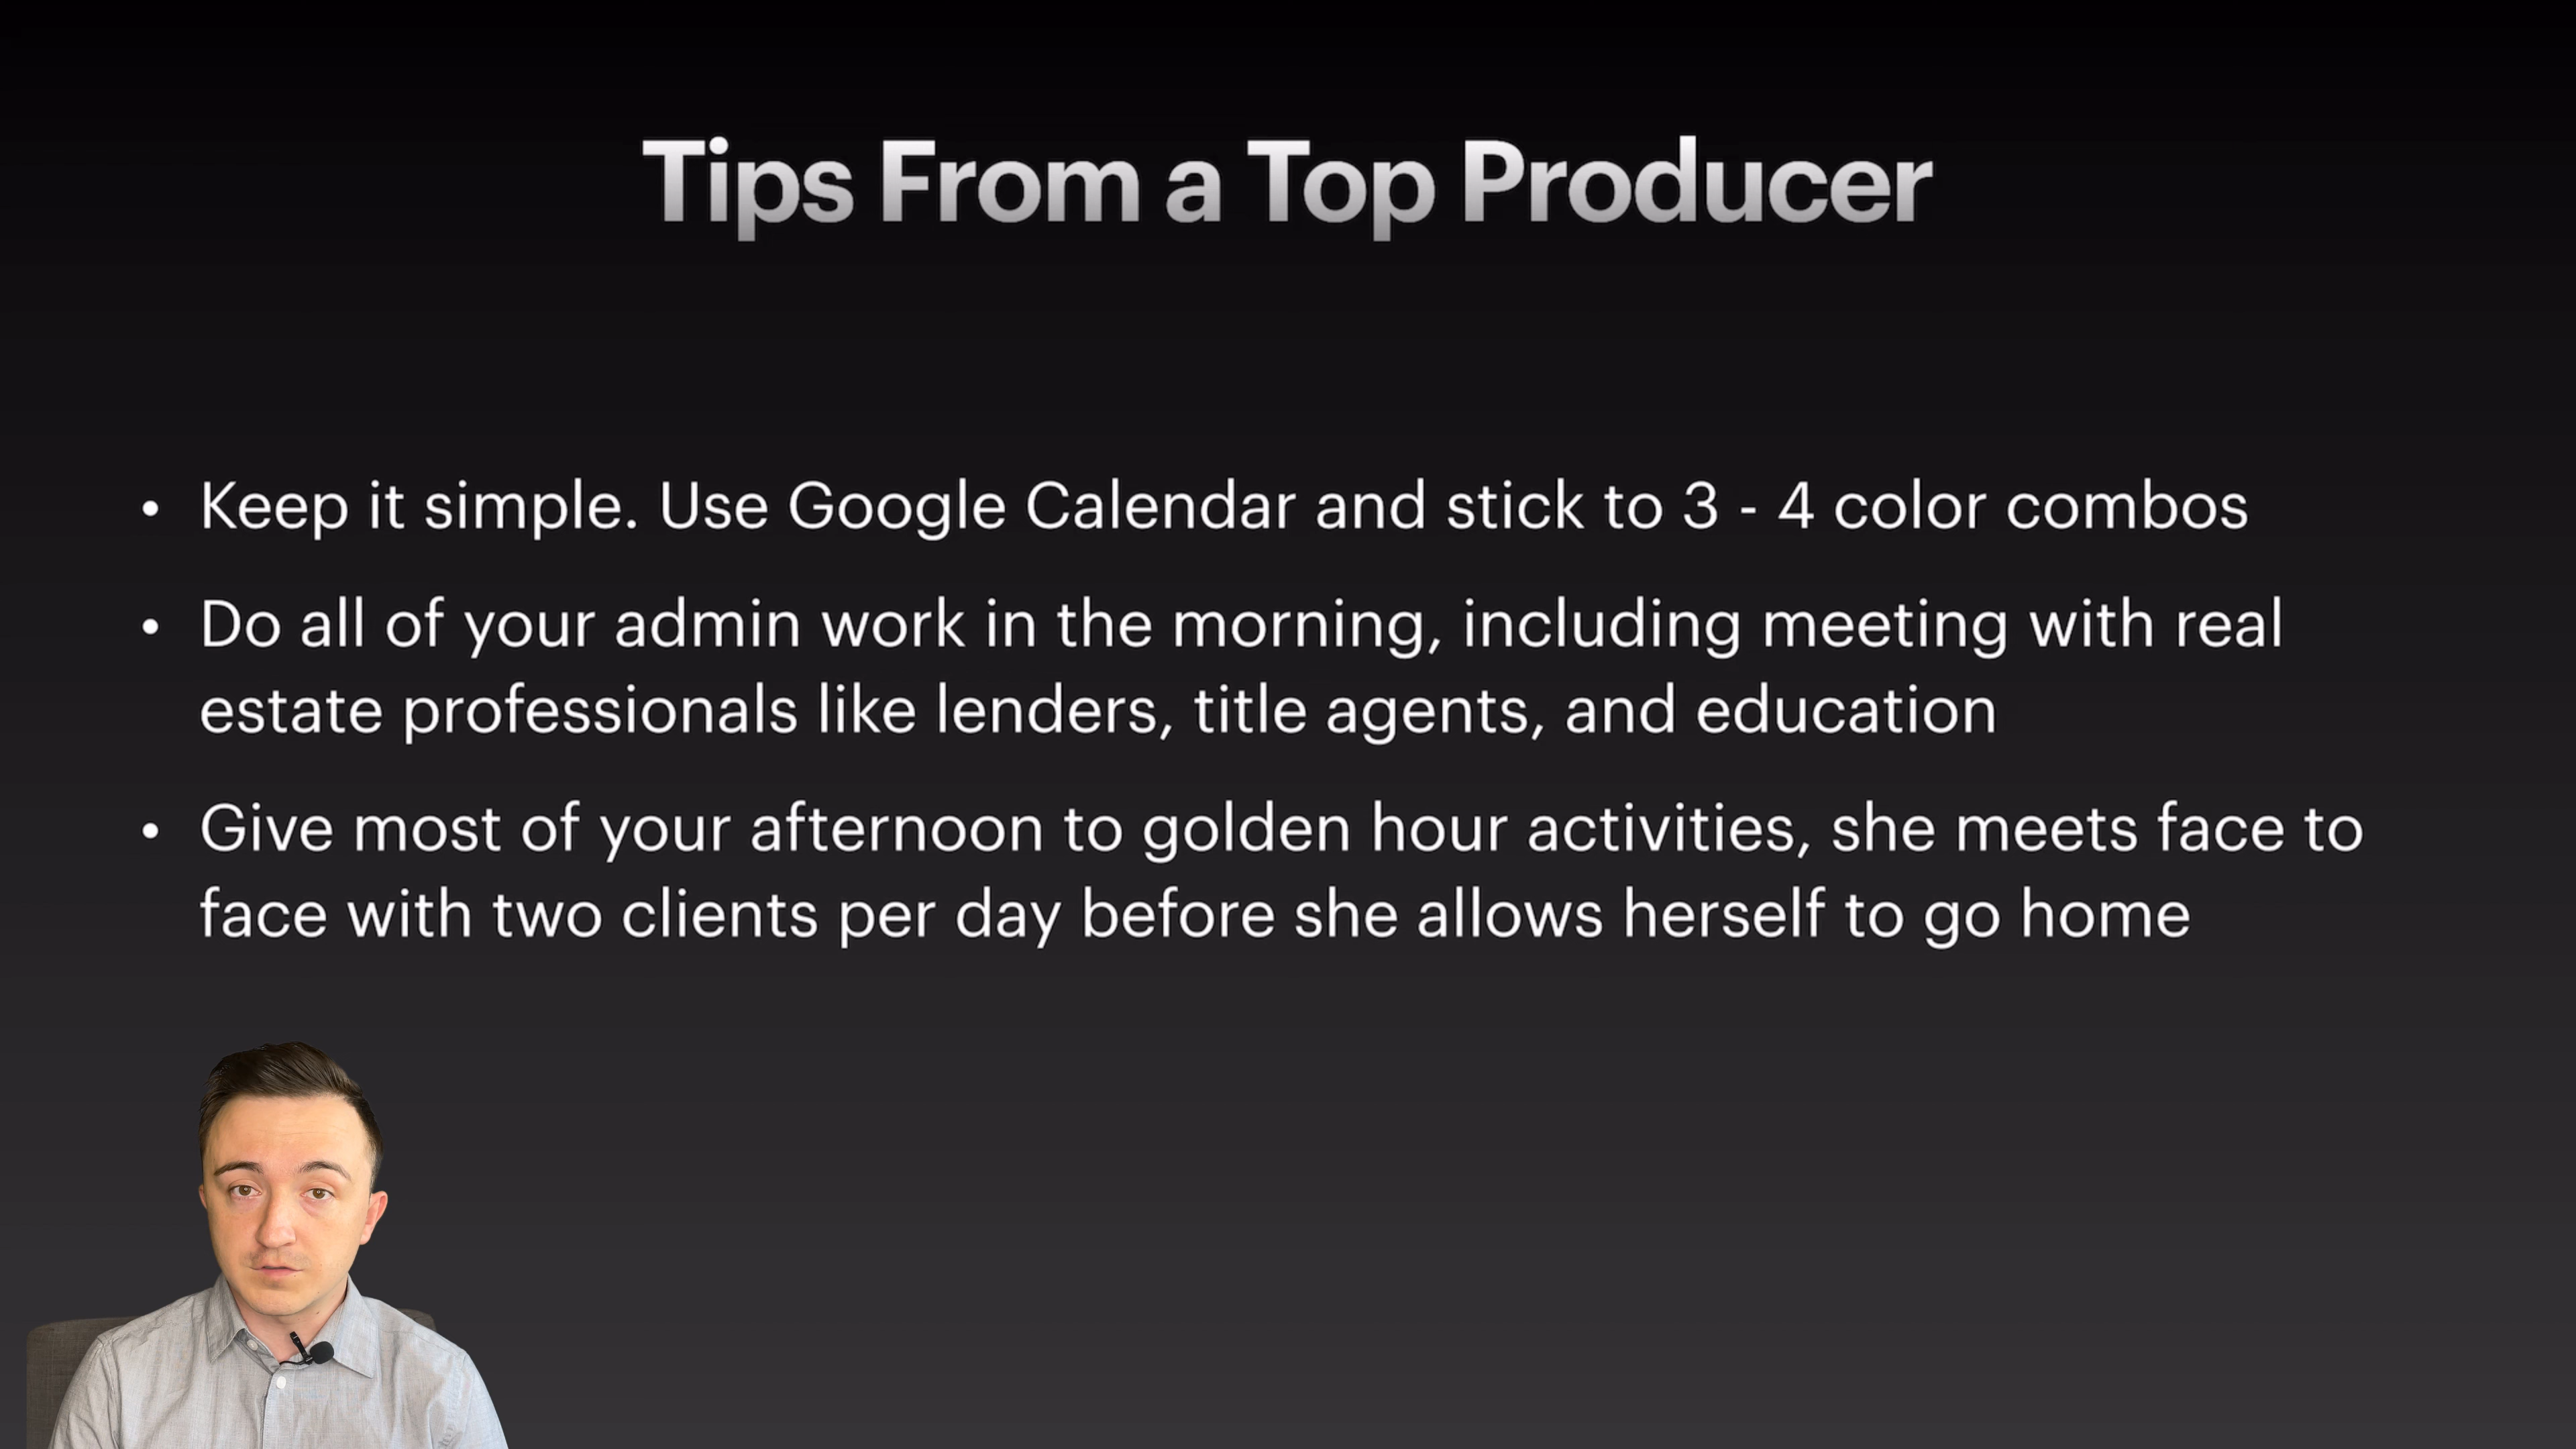 Tips From a Top Producer
• Keep it simple. Use Google Calendar and stick to 3 - 4 color combos
• Do all of your admin work in the morning, including meeting with real
estate professionals like lenders, title agents, and education
• Give most of your afternoon to golden hour activities, she meets face to
face with two clients per day before she allows herself to go home